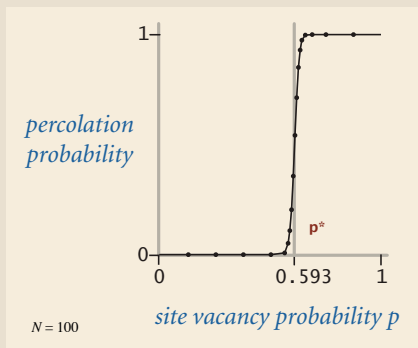 1
percolation
probability
p*
0
0 0.593 1
site vacancy probability p
N = 100